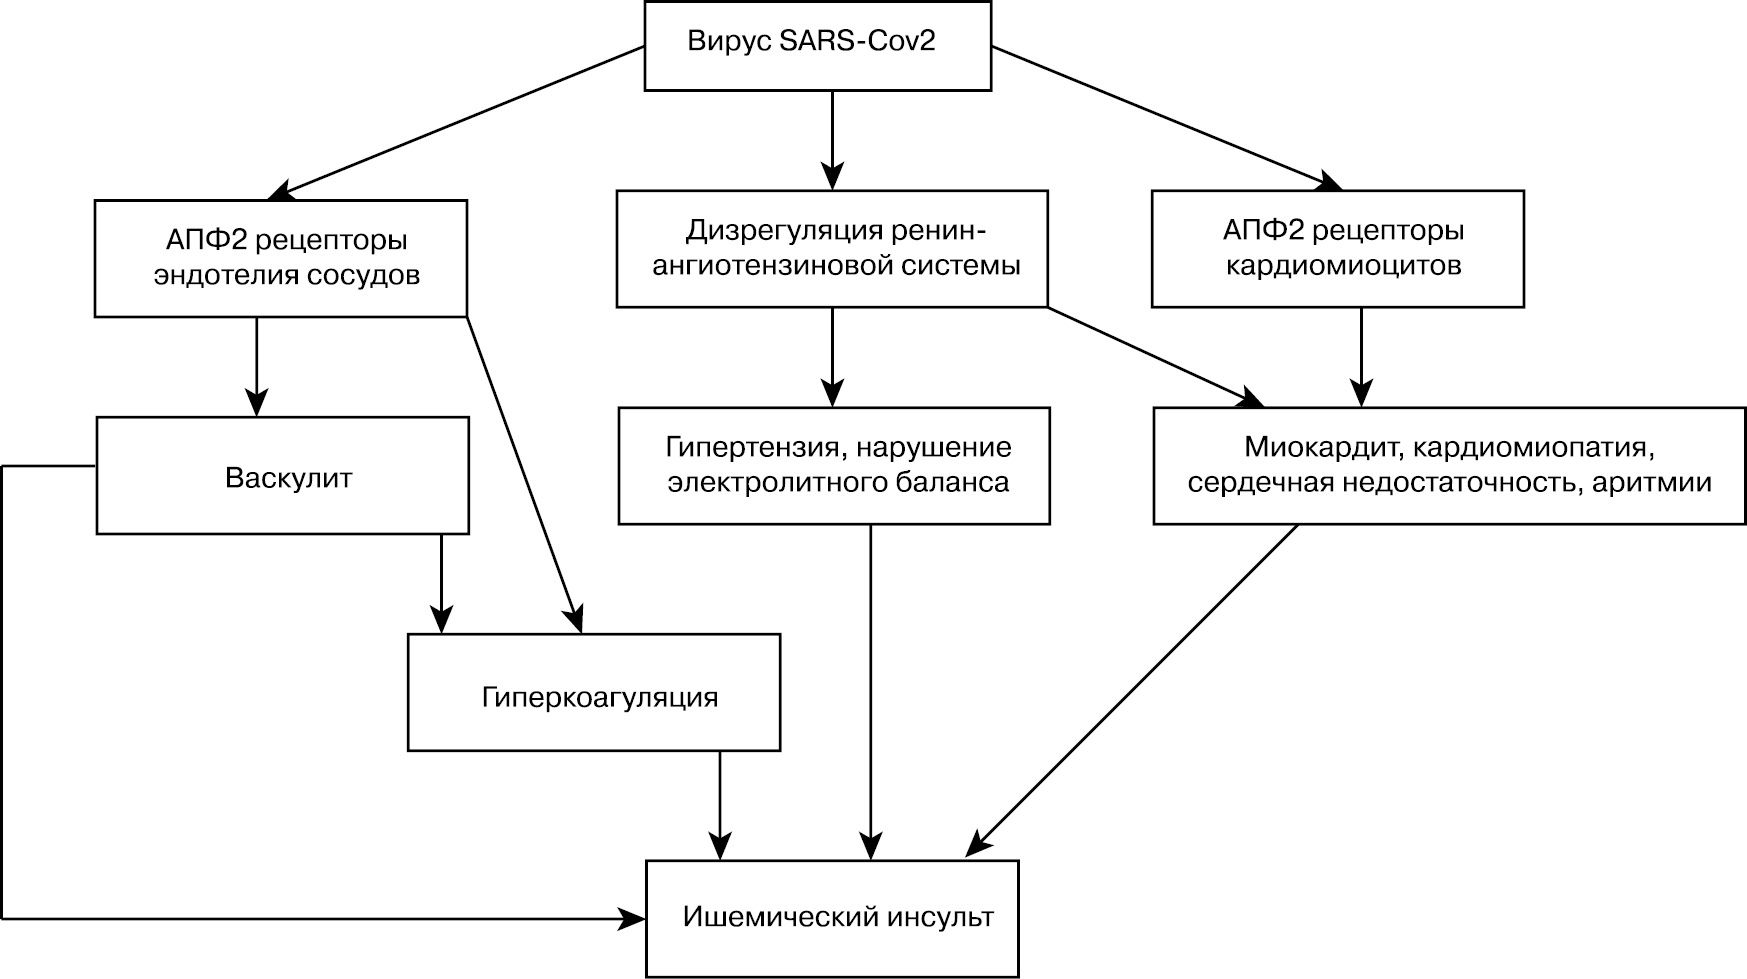 Вирус SARS-Cov2
АПФ2 рецепторы
эндотелия сосудов
Дизрегуляция ренин-
ангиотензиновой системы
АПФ2 рецепторы
кардиомиоцитов
Васкулит
Гипертензия, нарушение
электролитного баланса
Миокардит, кардиомиопатия,
сердечная недостаточность, аритмии
Гиперкоагуляция
Ишемический инсульт